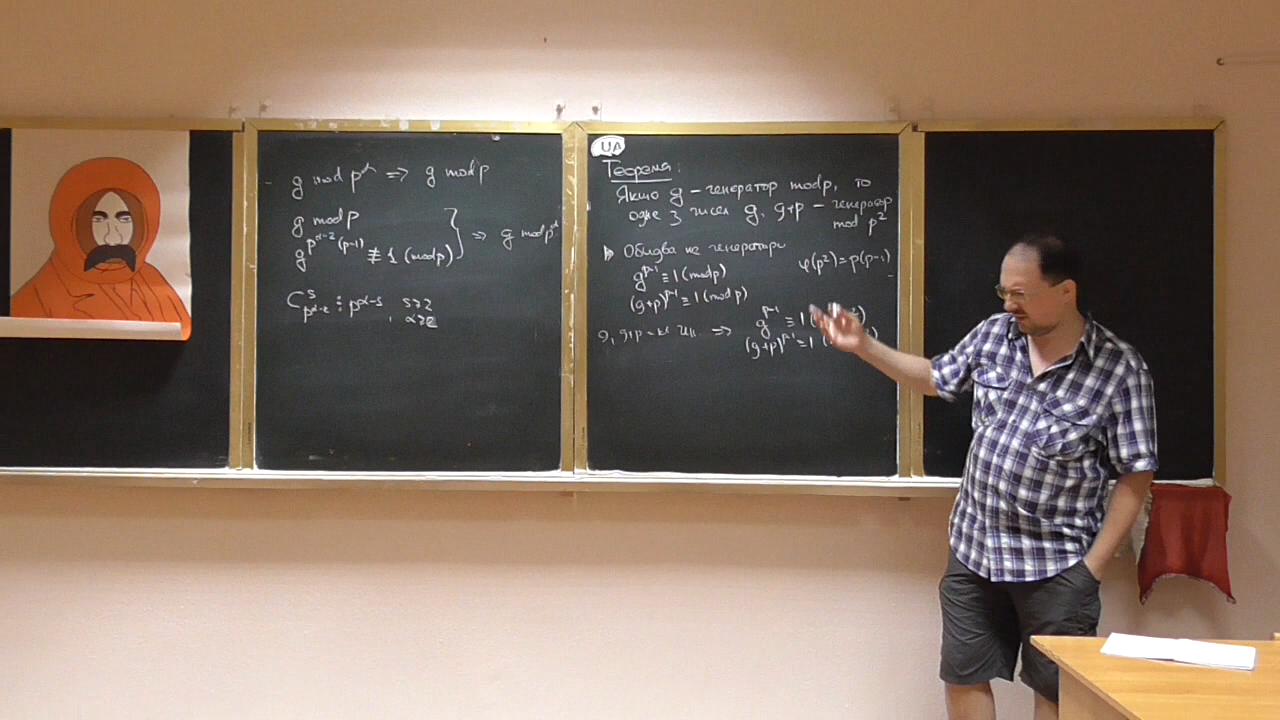 g mod p^α => g mod p
g mod p
g^{p^{α-2}(p-1)} ≢ 1 (mod p) } => g mod p^α
C^s_{p^{α-2}} ⋮ p^{α-s} s≥2
, α≥2
UA
Теорема:
Якщо g – генератор mod p, то
одне з чисел g, g+p – генератор
mod p²
Обидва не генератори
φ(p²)=p(p-1)
g^{p-1} ≡ 1 (mod p)
(g+p)^{p-1} ≡ 1 (mod p)
g, g+p – не => g^{p-1} ≡ 1
(g+p)^{p-1} ≡ 1